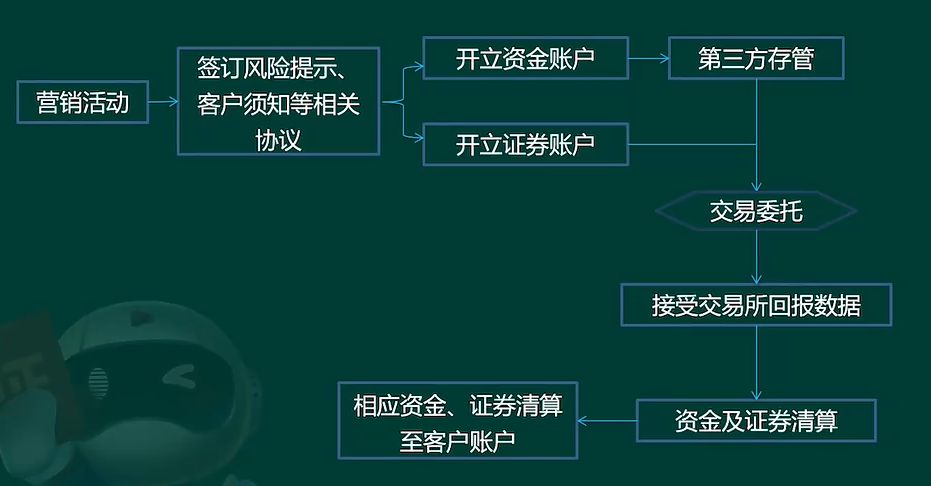 营销活动
签订风险提示、
客户须知等相关
协议
开立资金账户
第三方存管
开立证券账户
交易委托
接受交易所回报数据
资金及证券清算
相应资金、证券清算
至客户账户